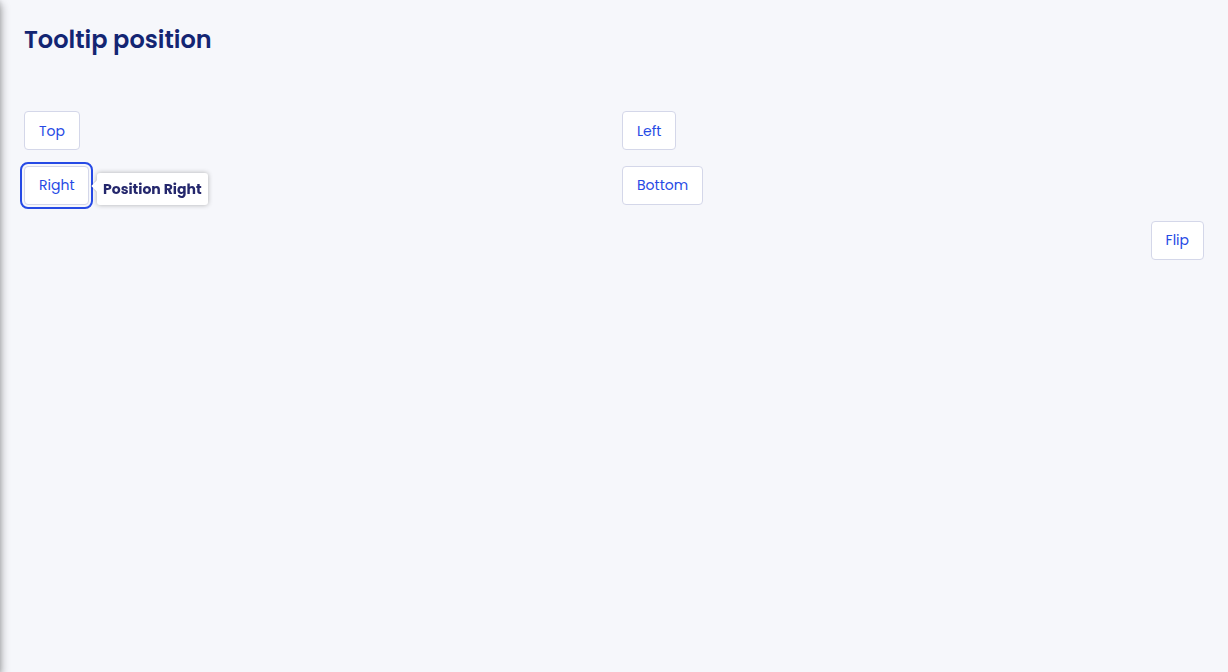 Tooltip position
Top
Left
Right
Position Right
Bottom
Flip